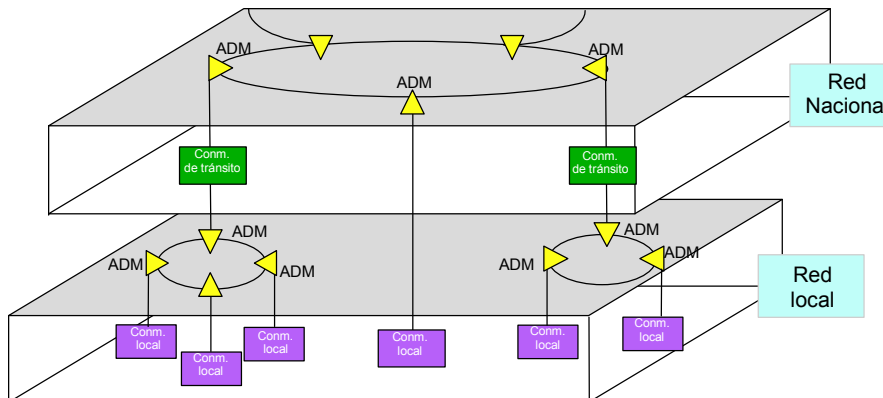 ADM
ADM
ADM
Red
Naciona
Conm.
de tránsito
Conm.
de tránsito
ADM
ADM
ADM
ADM
ADM
ADM
Red
local
Conm.
local
Conm.
local
Conm.
local
Conm.
local
Conm.
local
Conm.
local